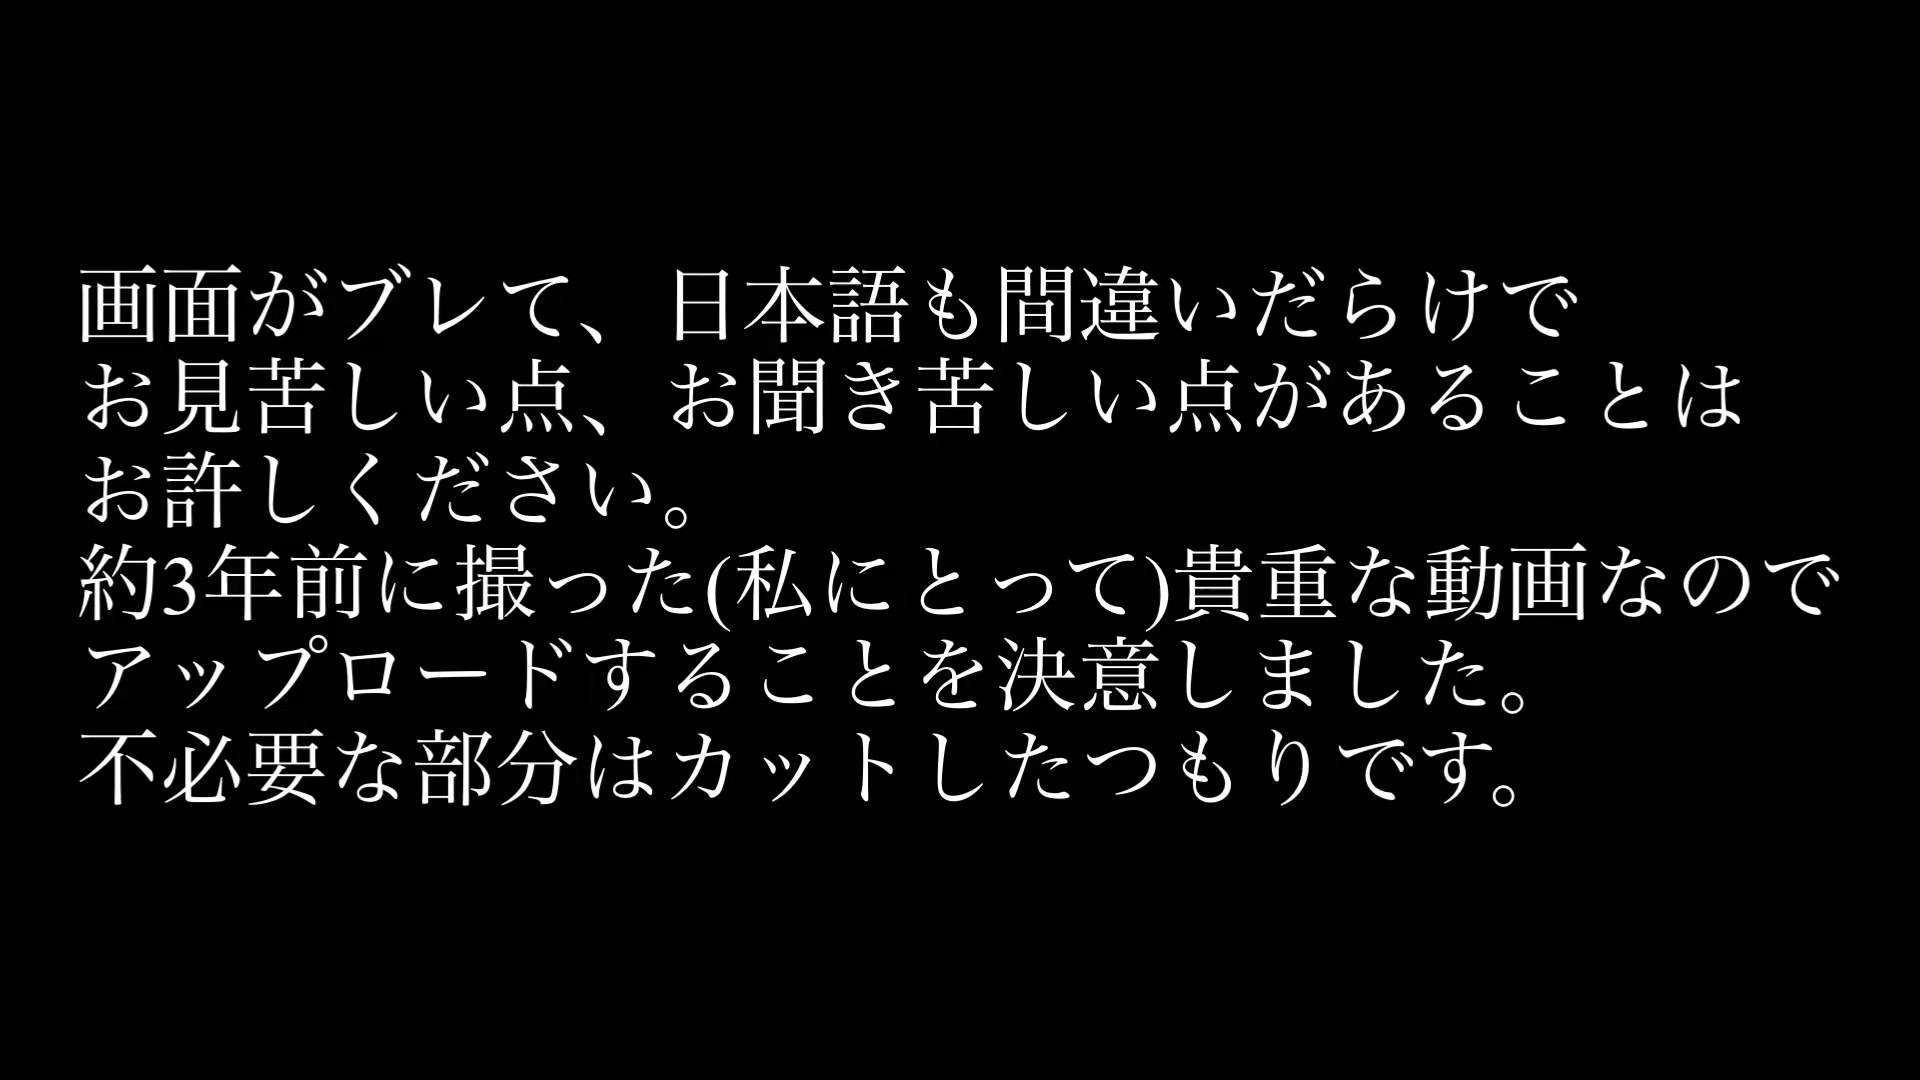 画面がブレて、日本語も間違いだらけで
お見苦しい点、お聞き苦しい点があることは
お許しください。
約3年前に撮った(私にとって)貴重な動画なので
アップロードすることを決意しました。
不必要な部分はカットしたつもりです。